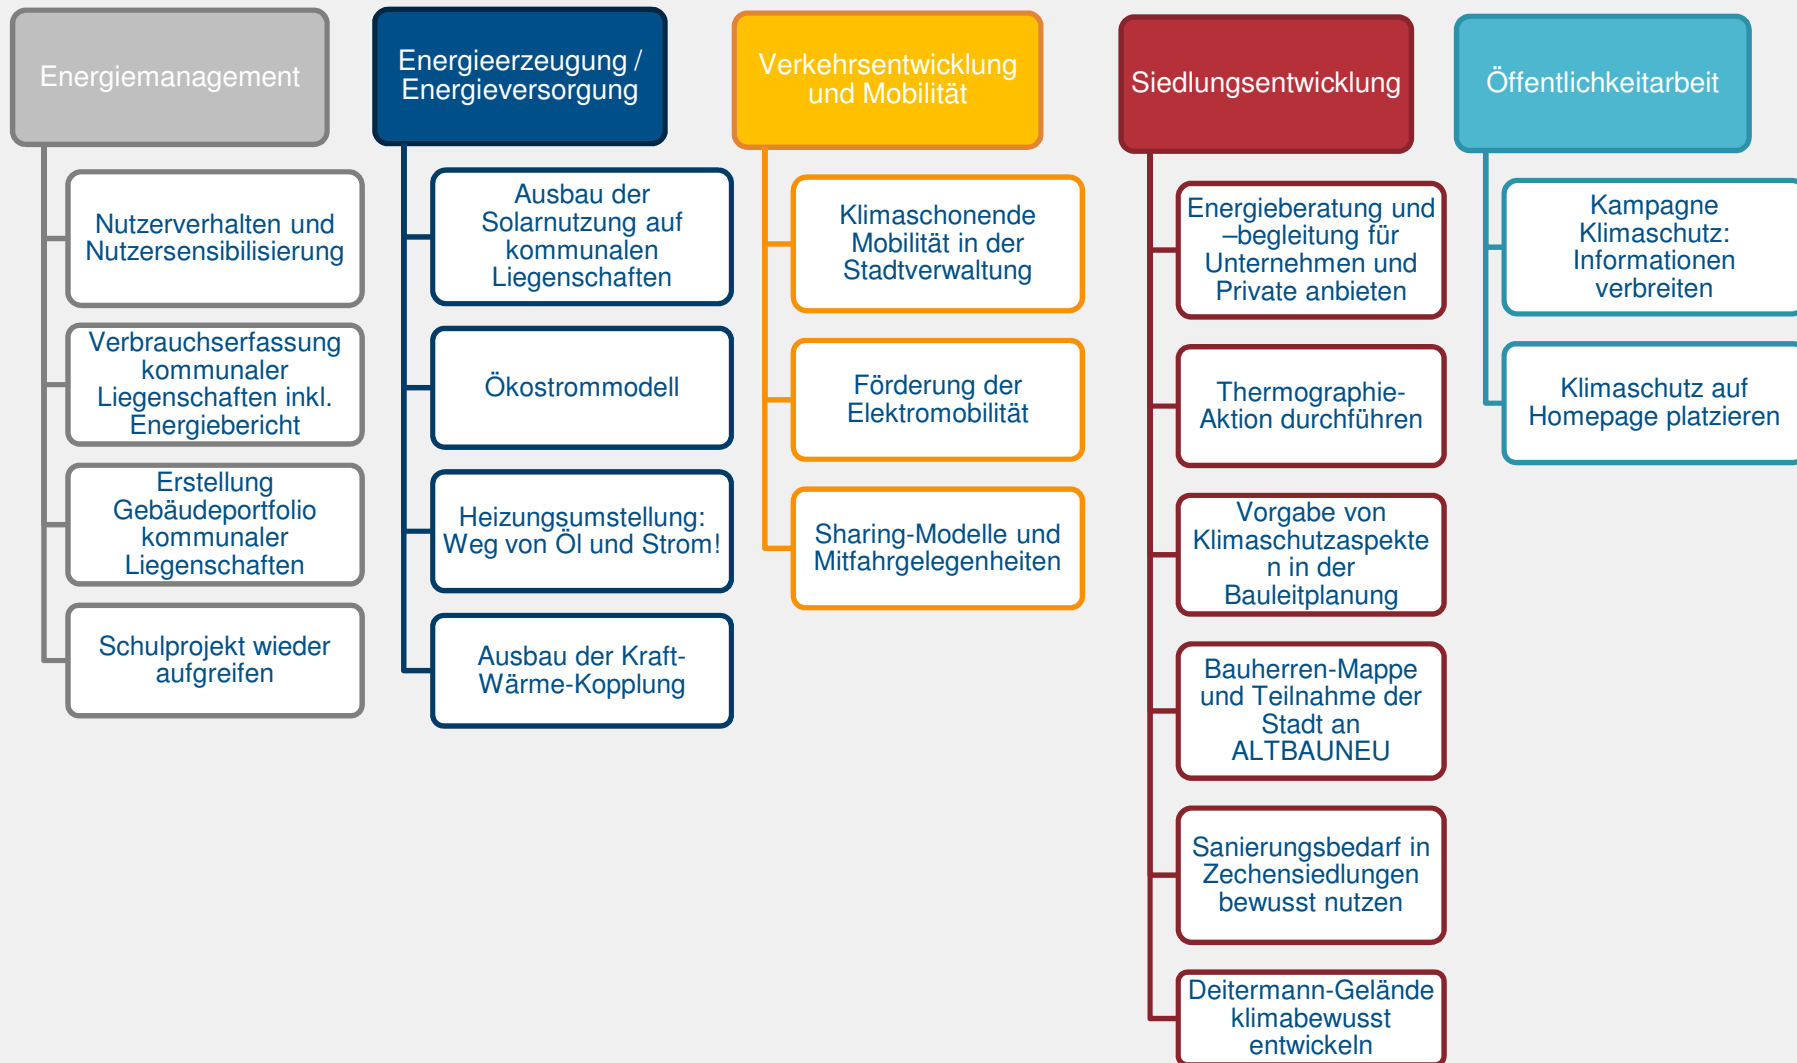 Energiemanagement
Nutzerverhalten und
Nutzersensibilisierung
Verbrauchserfassung
kommunaler
Liegenschaften inkl.
Energiebericht
Erstellung
Gebäudeportfolio
kommunaler
Liegenschaften
Schulprojekt wieder
aufgreifen
Energieerzeugung /
Energieversorgung
Ausbau der
Solarnutzung auf
kommunalen
Liegenschaften
Ökostrommodell
Heizungsumstellung:
Weg von Öl und Strom!
Ausbau der Kraft-
Wärme-Kopplung
Verkehrsentwicklung
und Mobilität
Klimaschonende
Mobilität in der
Stadtverwaltung
Förderung der
Elektromobilität
Sharing-Modelle und
Mitfahrgelegenheiten
Siedlungsentwicklung
Energieberatung und
–begleitung für
Unternehmen und
Private anbieten
Thermographie-
Aktion durchführen
Vorgabe von
Klimaschutzaspekte
n in der
Bauleitplanung
Bauherren-Mappe
und Teilnahme der
Stadt an
ALTBAUNEU
Sanierungsbedarf in
Zechensiedlungen
bewusst nutzen
Deitermann-Gelände
klimabewusst
entwickeln
Öffentlichkeitarbeit
Kampagne
Klimaschutz:
Informationen
verbreiten
Klimaschutz auf
Homepage platzieren